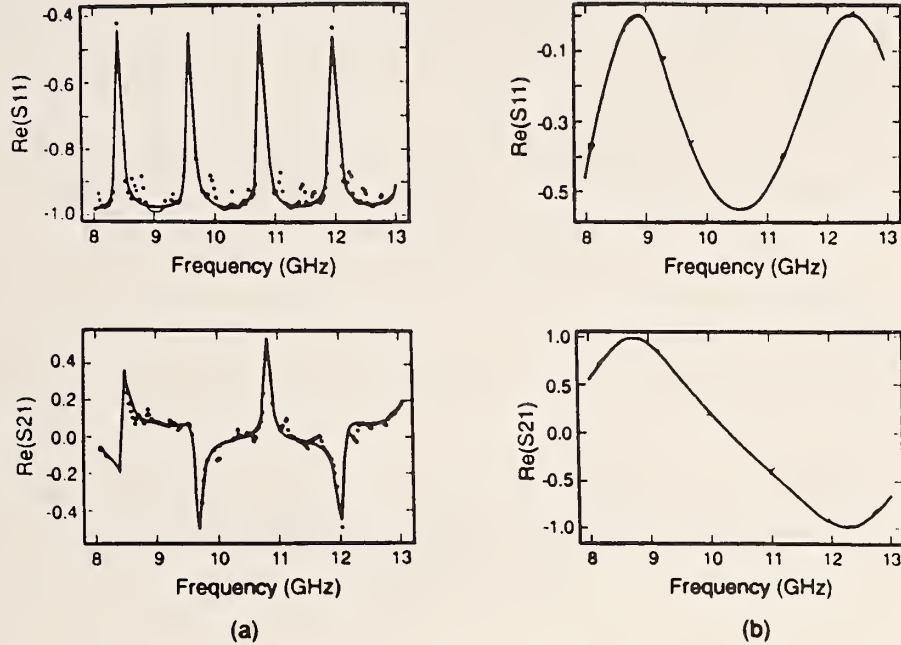 -0.4
-0.6
-0.8
-1.0
Re(S11)
8 9 10 11 12 13
Frequency (GHz)
-0.1
-0.3
-0.5
Re(S11)
8 9 10 11 12 13
Frequency (GHz)
0.4
0.2
0.0
-0.2
-0.4
Re(S21)
8 9 10 11 12 13
Frequency (GHz)
(a)
1.0
0.5
0.0
-0.5
-1.0
Re(S21)
8 9 10 11 12 13
Frequency (GHz)
(b)